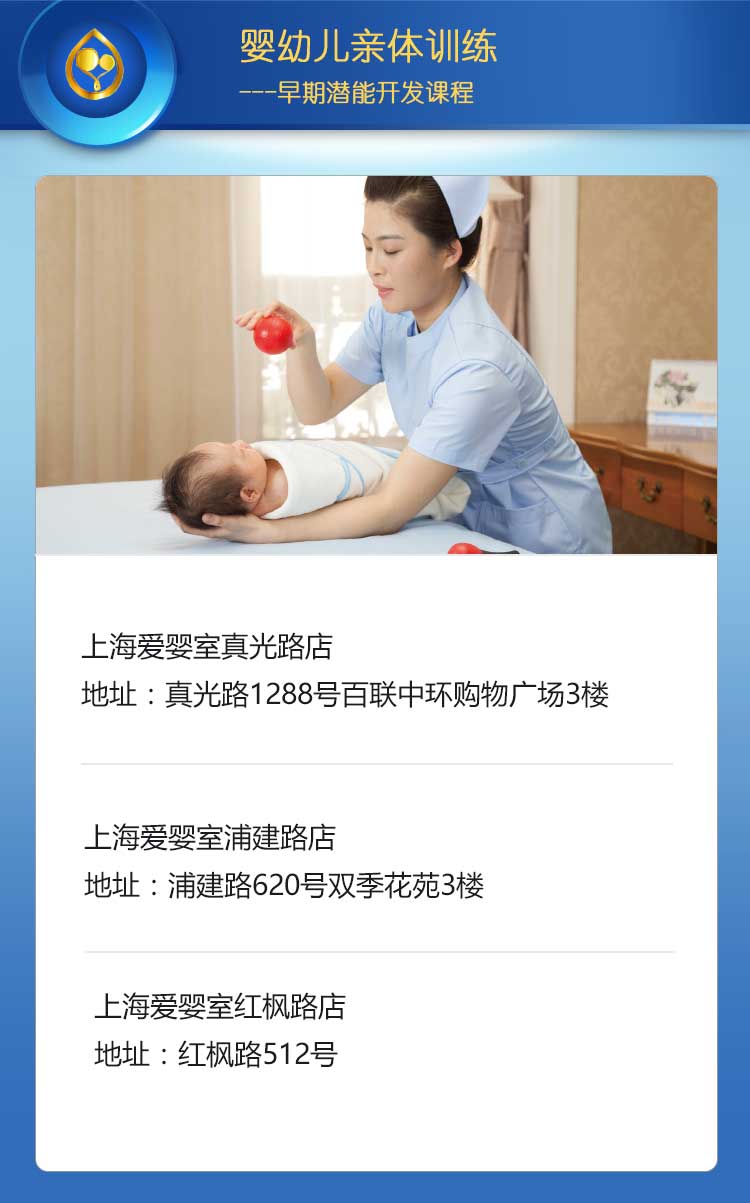 婴幼儿亲体训练
---早期潜能开发课程
上海爱婴室真光路店
地址：真光路1288号百联中环购物广场3楼
上海爱婴室浦建路店
地址：浦建路620号双季花苑3楼
上海爱婴室红枫路店
地址：红枫路512号